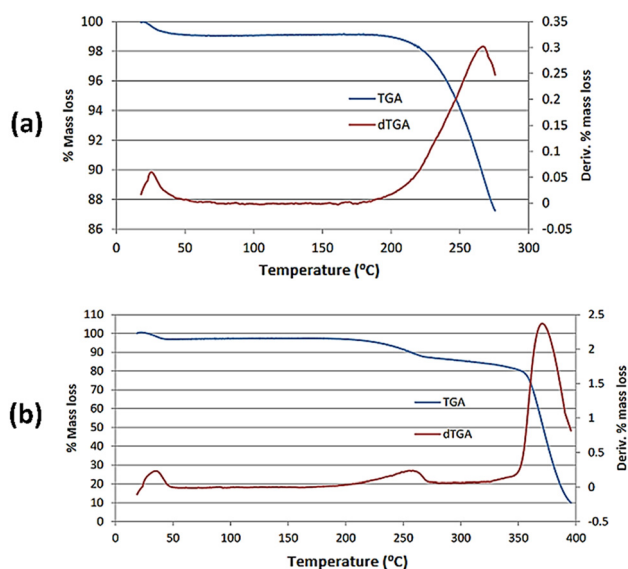 (a)
% Mass loss
100
98
96
94
92
90
88
86
0.35
0.3
0.25
0.2
0.15
0.1
0.05
0
-0.05
Deriv. % mass loss
TGA
dTGA
0 50 100 150 200 250 300
Temperature (⁰C)
(b)
% Mass loss
110
100
90
80
70
60
50
40
30
20
10
0
2.5
2
1.5
1
0.5
0
-0.5
Deriv. % mass loss
TGA
dTGA
0 50 100 150 200 250 300 350 400
Temperature (⁰C)